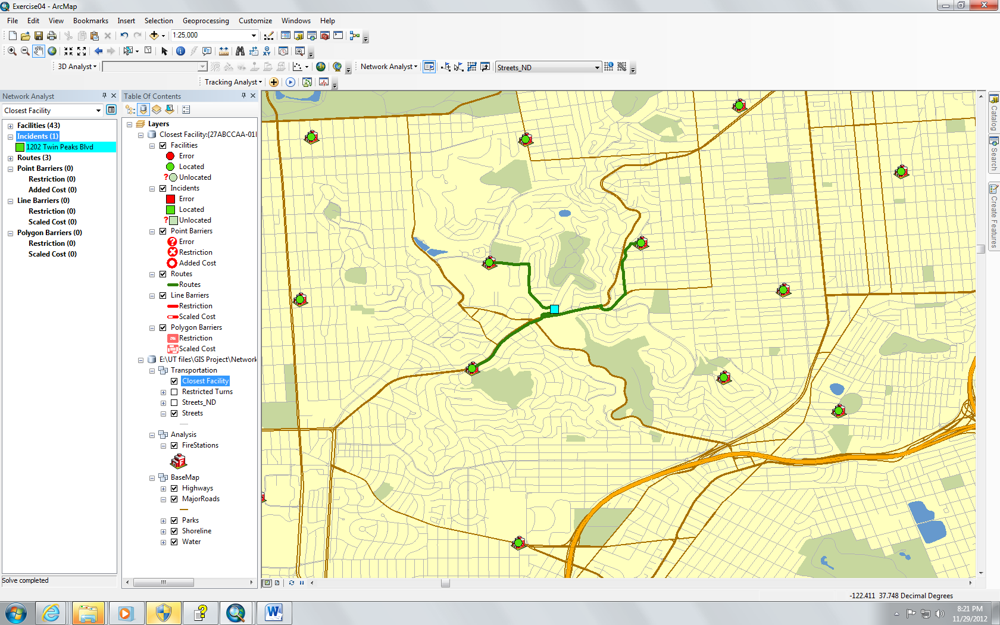 Exercise04 - ArcMap
File Edit View Bookmarks Insert Selection Geoprocessing Customize Windows Help
1:25,000
3D Analyst
Network Analyst
Streets_ND
Tracking Analyst
Network Analyst
Closest Facility
Facilities (43)
Incidents (1)
1202 Twin Peaks Blvd
Routes (3)
Point Barriers (0)
Restriction (0)
Added Cost (0)
Line Barriers (0)
Restriction (0)
Scaled Cost (0)
Polygon Barriers (0)
Restriction (0)
Scaled Cost (0)
Solve completed
Table Of Contents
Layers
Closest Facility:{27ABCCAA-01
Facilities
Error
Located
Unlocated
Incidents
Error
Located
Unlocated
Point Barriers
Error
Restriction
Added Cost
Routes
Routes
Line Barriers
Restriction
Scaled Cost
Polygon Barriers
Restriction
Scaled Cost
E:\UT files\GIS Project\Network
Transportation
Closest Facility
Restricted Turns
Streets_ND
Streets
Analysis
FireStations
BaseMap
Highways
MajorRoads
Parks
Shoreline
Water
Catalog
Search
Create Features
-122.411 37.748 Decimal Degrees
8:21 PM
11/29/2012